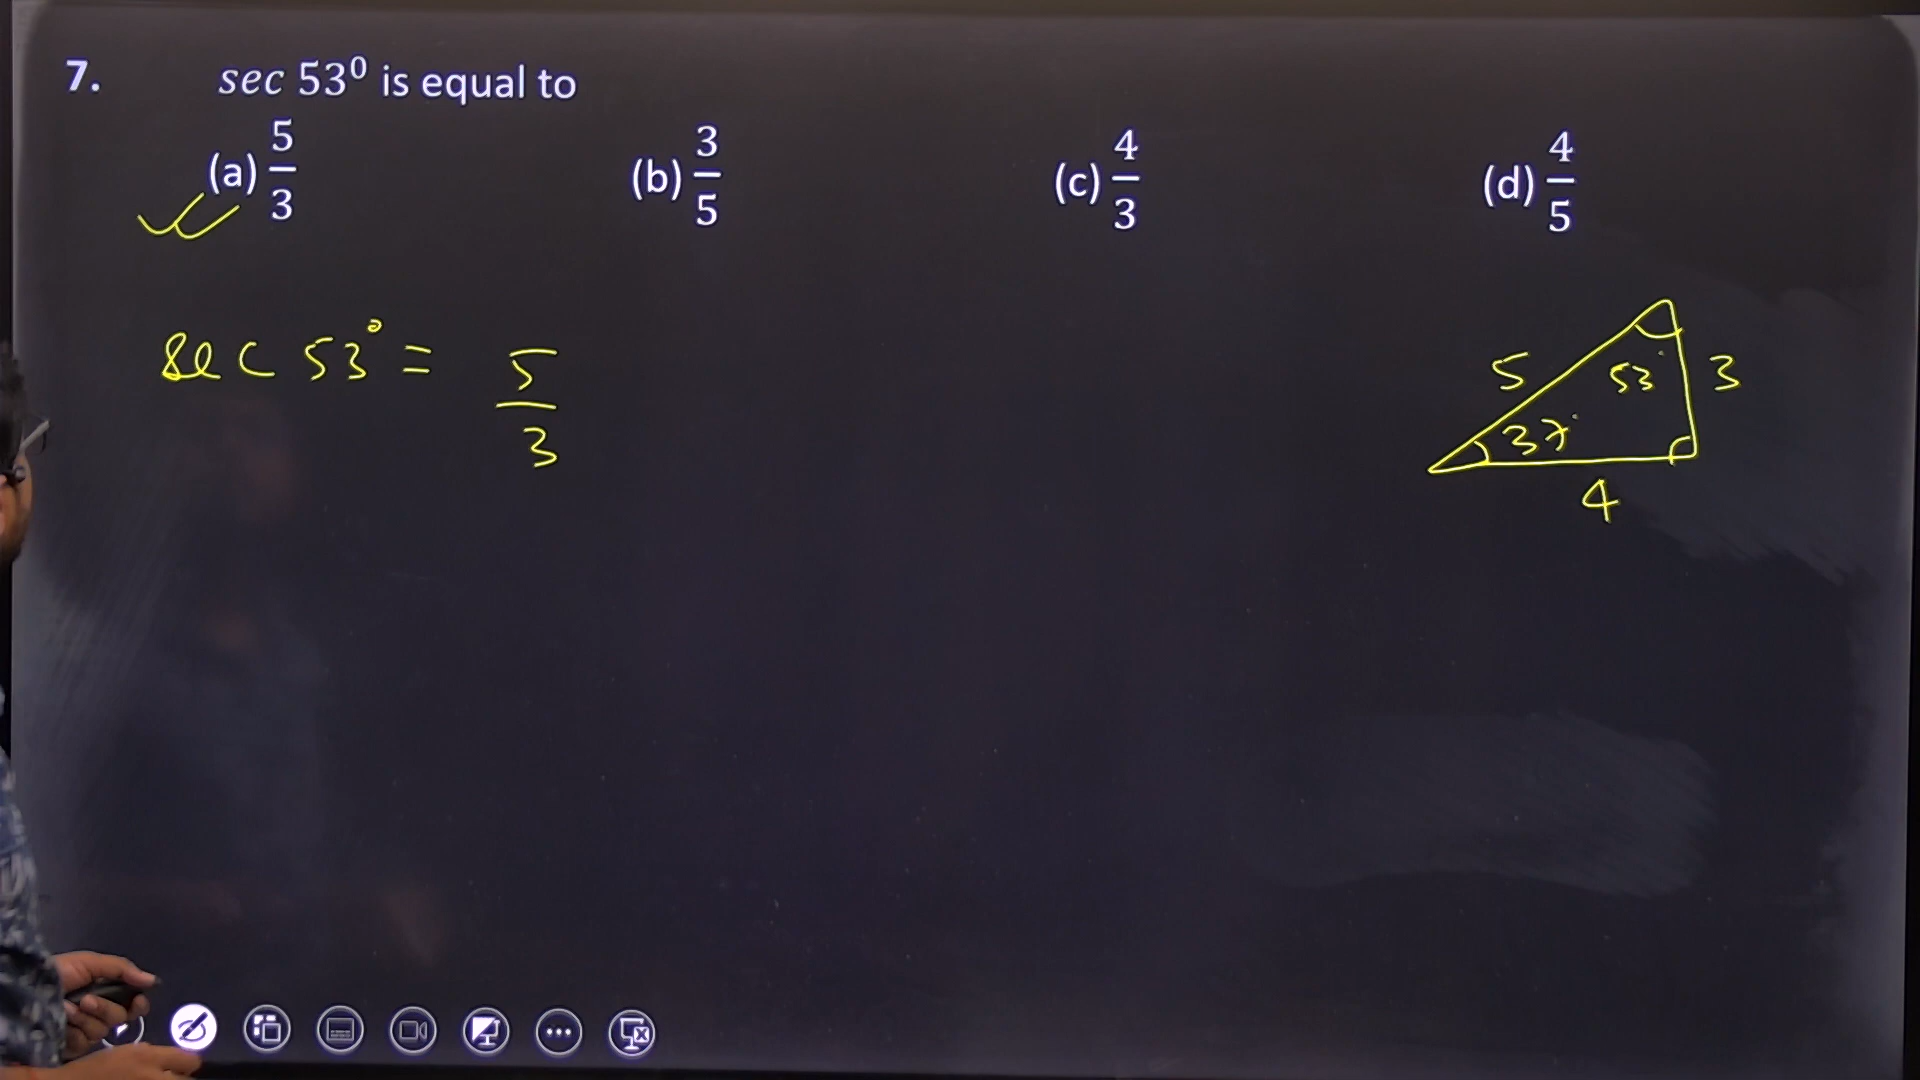 7. sec 53⁰ is equal to
(a) 5/3 (b) 3/5 (c) 4/3 (d) 4/5
sec 53° = 5/3
5 53° 3
37°
4